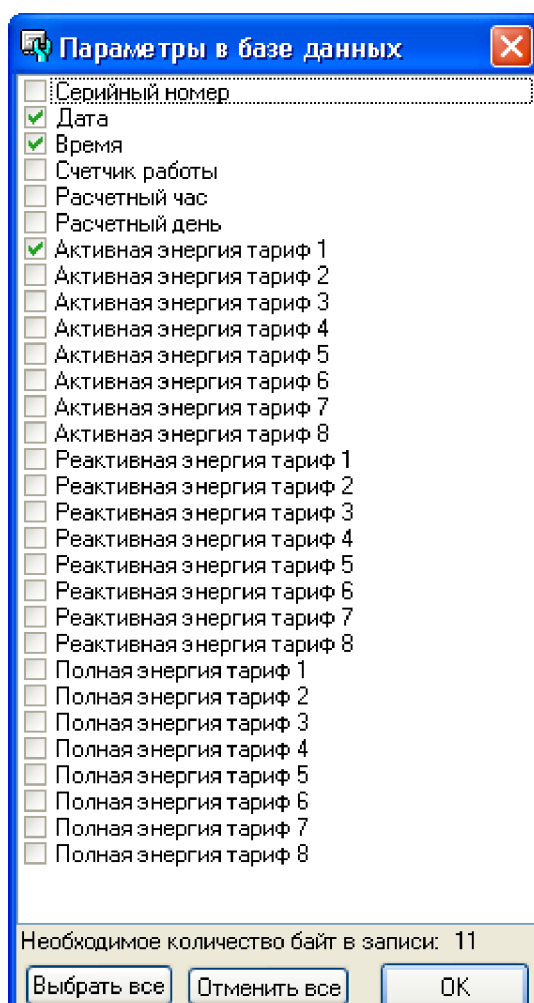 Параметры в базе данных
Серийный номер
Дата
Время
Счетчик работы
Расчетный час
Расчетный день
Активная энергия тариф 1
Активная энергия тариф 2
Активная энергия тариф 3
Активная энергия тариф 4
Активная энергия тариф 5
Активная энергия тариф 6
Активная энергия тариф 7
Активная энергия тариф 8
Реактивная энергия тариф 1
Реактивная энергия тариф 2
Реактивная энергия тариф 3
Реактивная энергия тариф 4
Реактивная энергия тариф 5
Реактивная энергия тариф 6
Реактивная энергия тариф 7
Реактивная энергия тариф 8
Полная энергия тариф 1
Полная энергия тариф 2
Полная энергия тариф 3
Полная энергия тариф 4
Полная энергия тариф 5
Полная энергия тариф 6
Полная энергия тариф 7
Полная энергия тариф 8
Необходимое количество байт в записи: 11
Выбрать все Отменить все OK